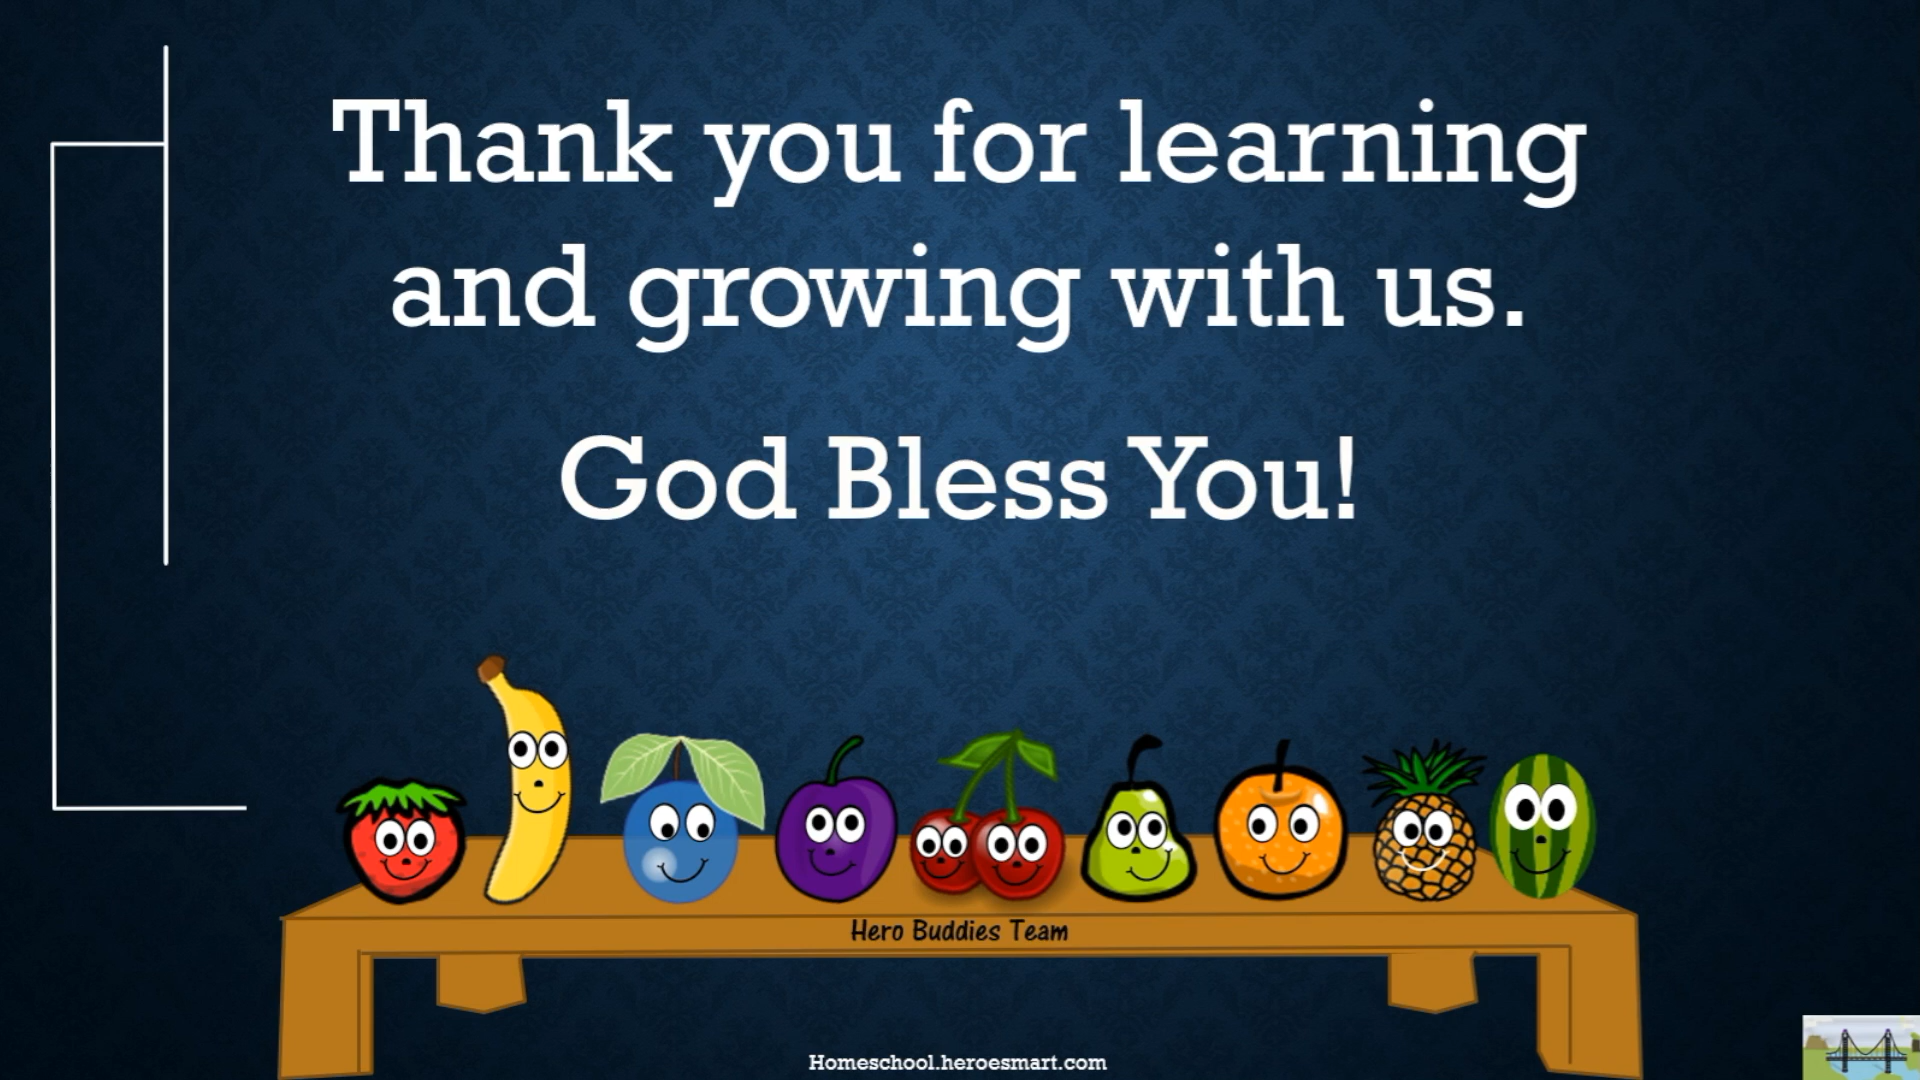 Thank you for learning
and growing with us.
God Bless You!
Hero Buddies Team
Homeschool.heroesmart.com